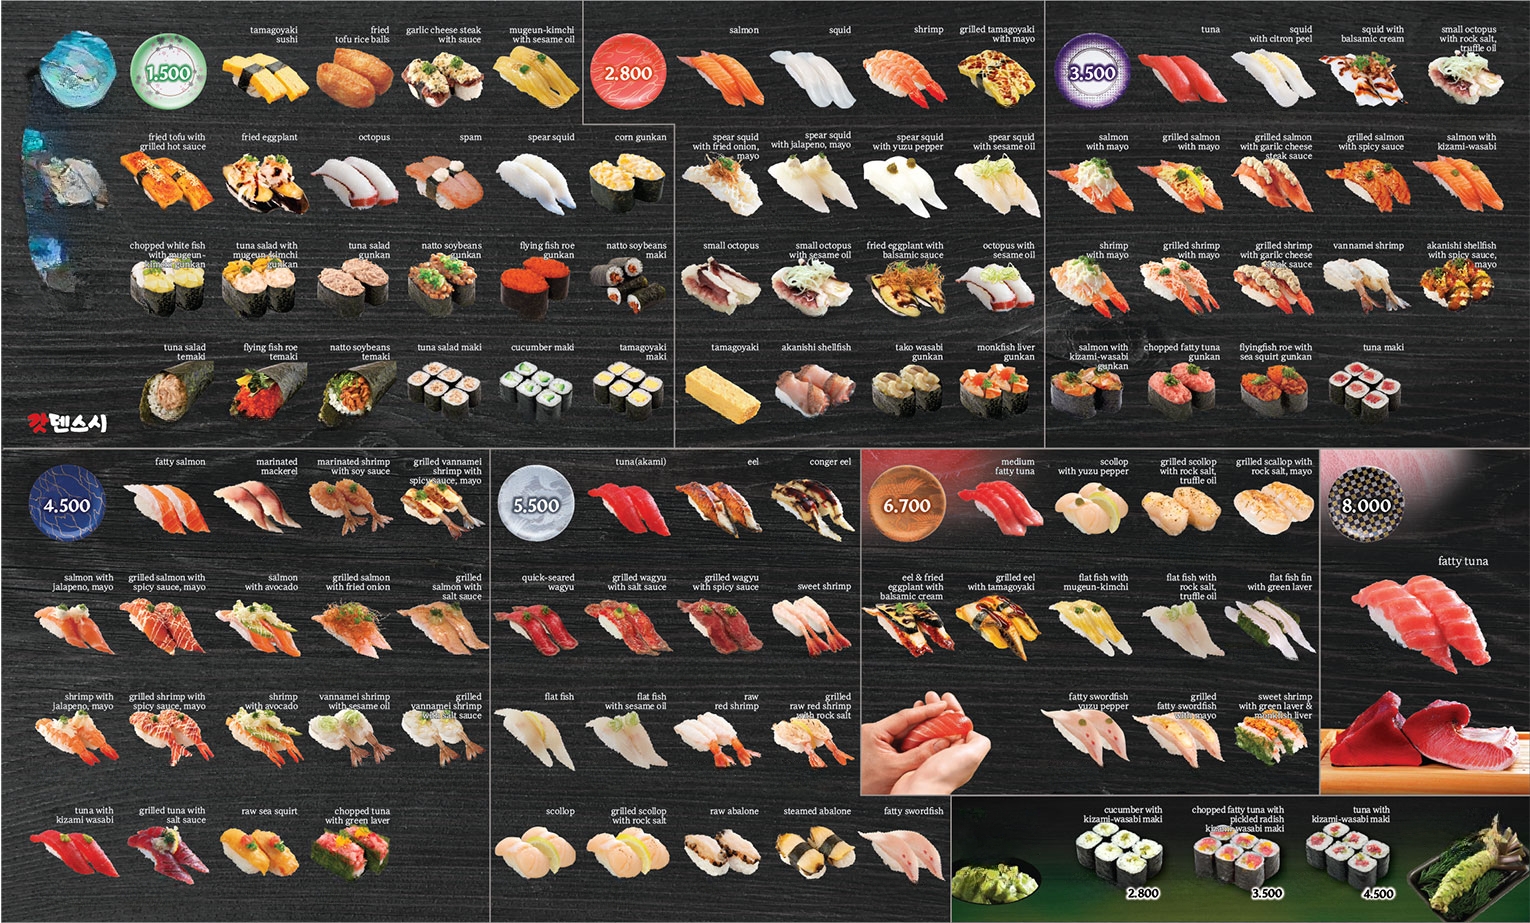 1.500
tamagoyaki
sushi
fried
tofu rice balls
garlic cheese steak
with sauce
mugeun-kimchi
with sesame oil
fried tofu with
grilled hot sauce
fried eggplant
octopus
spam
spear squid
corn gunkan
chopped white fish
with mugeun-
kimchi gunkan
tuna salad with
mugeun kimchi
gunkan
tuna salad
gunkan
natto soybeans
gunkan
flying fish roe
gunkan
natto soybeans
maki
tuna salad
temaki
flying fish roe
temaki
natto soybeans
temaki
tuna salad maki
cucumber maki
tamagoyaki
maki
갓덴스시
2.800
salmon
squid
shrimp
grilled tamagoyaki
with mayo
spear squid
with fried onion,
mayo
spear squid
with jalapeno, mayo
spear squid
with yuzu pepper
spear squid
with sesame oil
small octopus
small octopus
with sesame oil
fried eggplant with
balsamic sauce
octopus with
sesame oil
tamagoyaki
akanishi shellfish
tako wasabi
gunkan
monkfish liver
gunkan
3.500
tuna
squid
with citron peel
squid with
balsamic cream
small octopus
with rock salt,
truffle oil
salmon
with mayo
grilled salmon
with mayo
grilled salmon
with garlic cheese
steak sauce
grilled salmon
with spicy sauce
salmon with
kizami-wasabi
shrimp
with mayo
grilled shrimp
with mayo
grilled shrimp
with garlic cheese
steak sauce
vannamei shrimp
akanishi shellfish
with spicy sauce,
mayo
salmon with
kizami-wasabi
gunkan
chopped fatty tuna
gunkan
flyingfish roe with
sea squirt gunkan
tuna maki
4.500
fatty salmon
marinated
mackerel
marinated shrimp
with soy sauce
grilled vannamei
shrimp with
spicy sauce, mayo
salmon with
jalapeno, mayo
grilled salmon with
spicy sauce, mayo
salmon
with avocado
grilled salmon
with fried onion
grilled
salmon with
salt sauce
shrimp with
jalapeno, mayo
grilled shrimp with
spicy sauce, mayo
shrimp
with avocado
vannamei shrimp
with sesame oil
grilled
vannamei shrimp
with salt sauce
tuna with
kizami wasabi
grilled tuna with
salt sauce
raw sea squirt
chopped tuna
with green laver
5.500
tuna(akami)
eel
conger eel
quick-seared
wagyu
grilled wagyu
with salt sauce
grilled wagyu
with spicy sauce
sweet shrimp
flat fish
flat fish
with sesame oil
raw
red shrimp
grilled
raw red shrimp
with rock salt
scollop
grilled scollop
with rock salt
raw abalone
steamed abalone
fatty swordfish
6.700
medium
fatty tuna
scollop
with yuzu pepper
grilled scollop
with rock salt,
truffle oil
grilled scallop with
rock salt, mayo
eel & fried
eggplant with
balsamic cream
grilled eel
with tamagoyaki
flat fish with
mugeun-kimchi
flat fish with
rock salt,
truffle oil
flat fish fin
with green laver
fatty swordfish
yuzu pepper
grilled
fatty swordfish
with mayo
sweet shrimp
with green laver &
monkfish liver
8.000
fatty tuna
cucumber with
kizami-wasabi maki
2.800
chopped fatty tuna with
pickled radish
kizami-wasabi maki
3.500
tuna with
kizami-wasabi maki
4.500